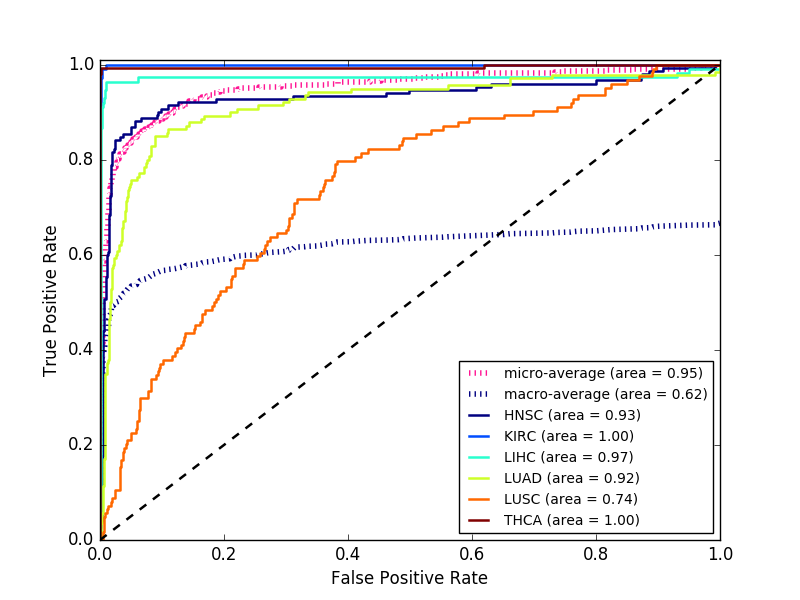 1.0
0.8
0.6
0.4
0.2
0.0
True Positive Rate
0.0 0.2 0.4 0.6 0.8 1.0
False Positive Rate
micro-average (area = 0.95)
macro-average (area = 0.62)
HNSC (area = 0.93)
KIRC (area = 1.00)
LIHC (area = 0.97)
LUAD (area = 0.92)
LUSC (area = 0.74)
THCA (area = 1.00)